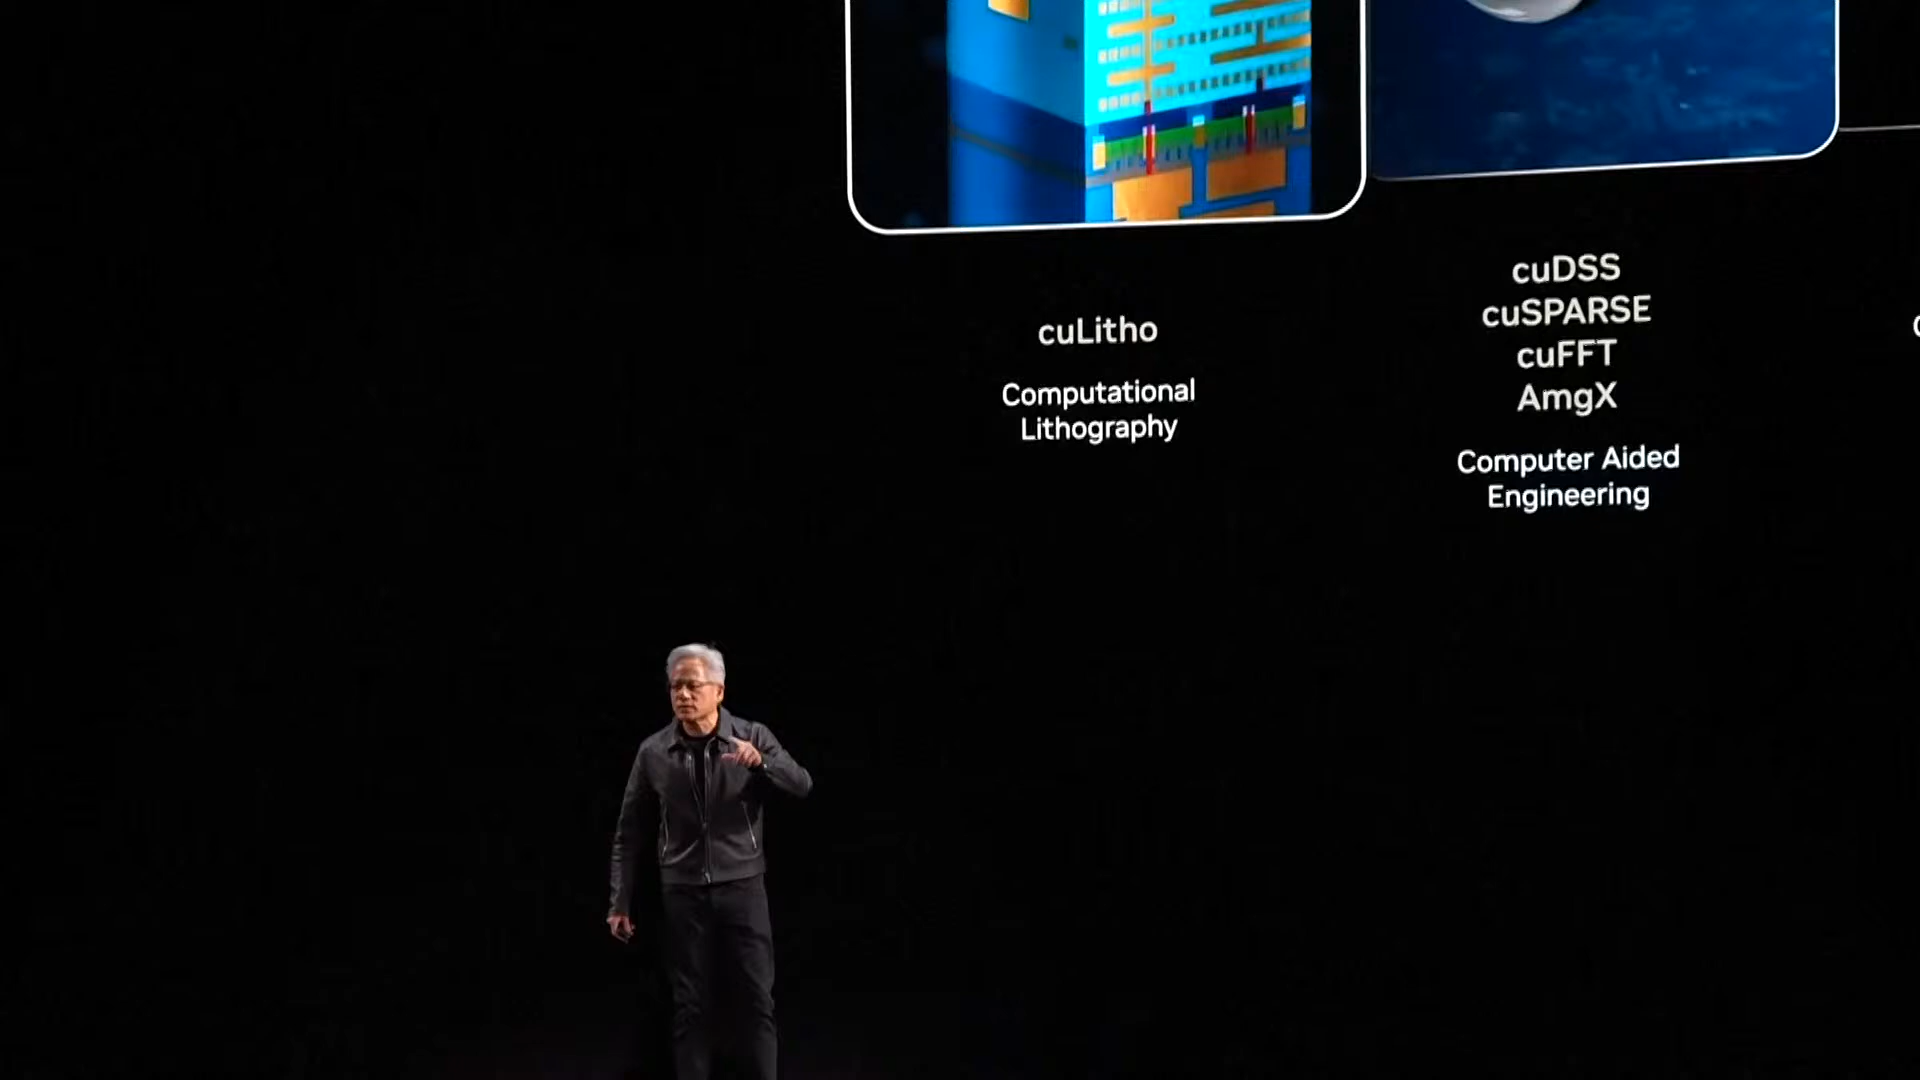 cuLitho
Computational
Lithography
cuDSS
cuSPARSE
cuFFT
AmgX
Computer Aided
Engineering